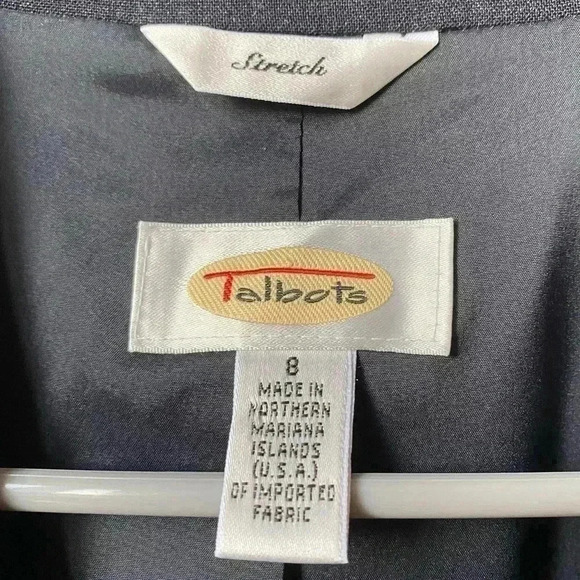 Stretch
Talbots
8
MADE IN
NORTHERN
MARIANA
ISLANDS
(U.S.A.)
OF IMPORTED
FABRIC